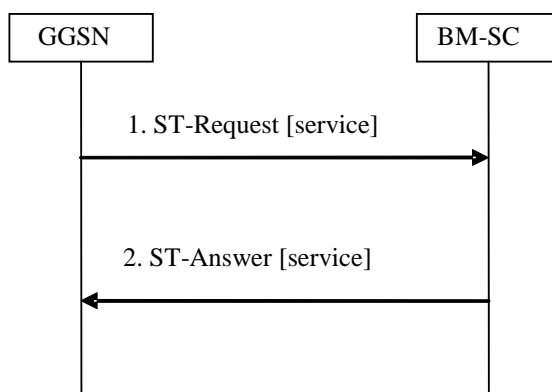 GGSN
BM-SC
1. ST-Request [service]
2. ST-Answer [service]